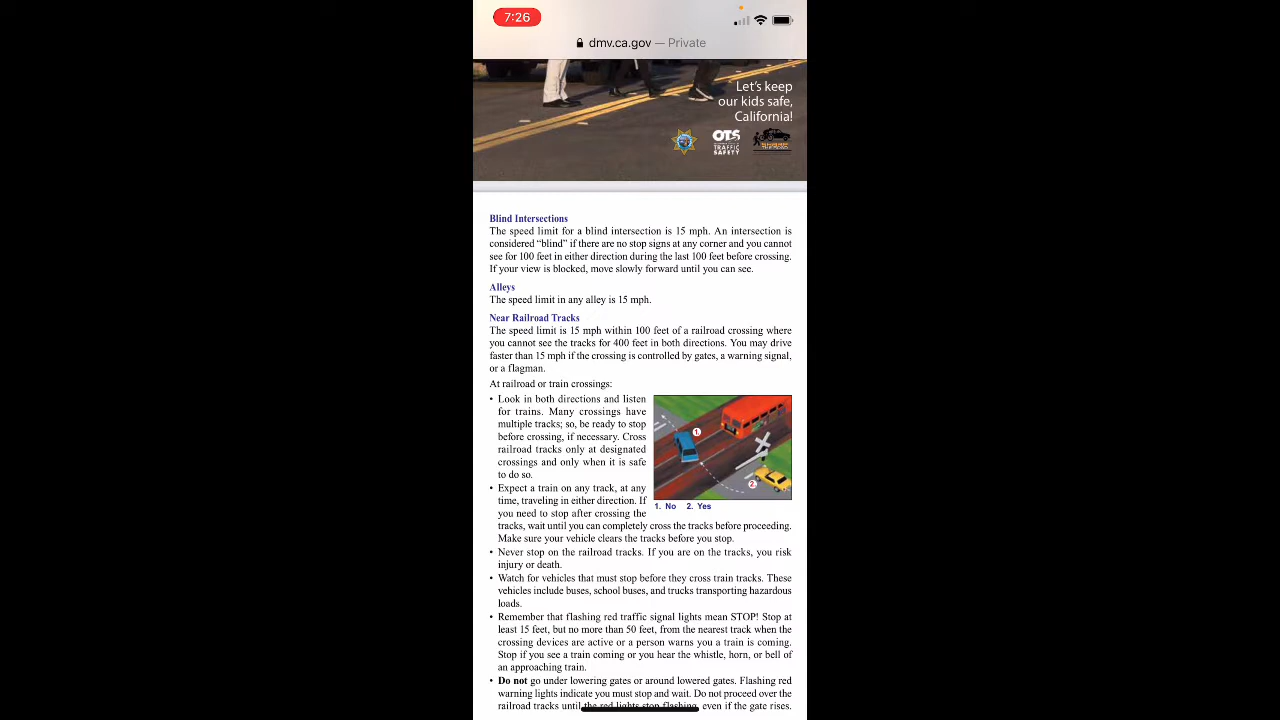 7:26
dmv.ca.gov — Private
Let's keep
our kids safe,
California!
OTS
TRAFFIC
SAFETY
Blind Intersections
The speed limit for a blind intersection is 15 mph. An intersection is
considered “blind” if there are no stop signs at any corner and you cannot
see for 100 feet in either direction during the last 100 feet before crossing.
If your view is blocked, move slowly forward until you can see.
Alleys
The speed limit in any alley is 15 mph.
Near Railroad Tracks
The speed limit is 15 mph within 100 feet of a railroad crossing where
you cannot see the tracks for 400 feet in both directions. You may drive
faster than 15 mph if the crossing is controlled by gates, a warning signal,
or a flagman.
At railroad or train crossings:
• Look in both directions and listen
for trains. Many crossings have
multiple tracks; so, be ready to stop
before crossing, if necessary. Cross
railroad tracks only at designated
crossings and only when it is safe
to do so.
• Expect a train on any track, at any
time, traveling in either direction. If
you need to stop after crossing the
tracks, wait until you can completely cross the tracks before proceeding.
Make sure your vehicle clears the tracks before you stop.
1.
2.
1. No 2. Yes
• Never stop on the railroad tracks. If you are on the tracks, you risk
injury or death.
• Watch for vehicles that must stop before they cross train tracks. These
vehicles include buses, school buses, and trucks transporting hazardous
loads.
• Remember that flashing red traffic signal lights mean STOP! Stop at
least 15 feet, but no more than 50 feet, from the nearest track when the
crossing devices are active or a person warns you a train is coming.
Stop if you see a train coming or you hear the whistle, horn, or bell of
an approaching train.
• Do not go under lowering gates or around lowered gates. Flashing red
warning lights indicate you must stop and wait. Do not proceed over the
railroad tracks until the red lights stop flashing, even if the gate rises.